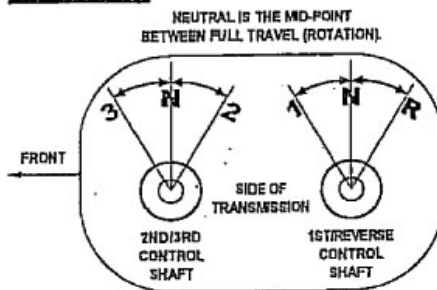 NEUTRAL IS THE MID-POINT
BETWEEN FULL TRAVEL (ROTATION).
3 N 2
1 N R
FRONT
SIDE OF
TRANSMISSION
2ND/3RD
CONTROL
SHAFT
1ST/REVERSE
CONTROL
SHAFT